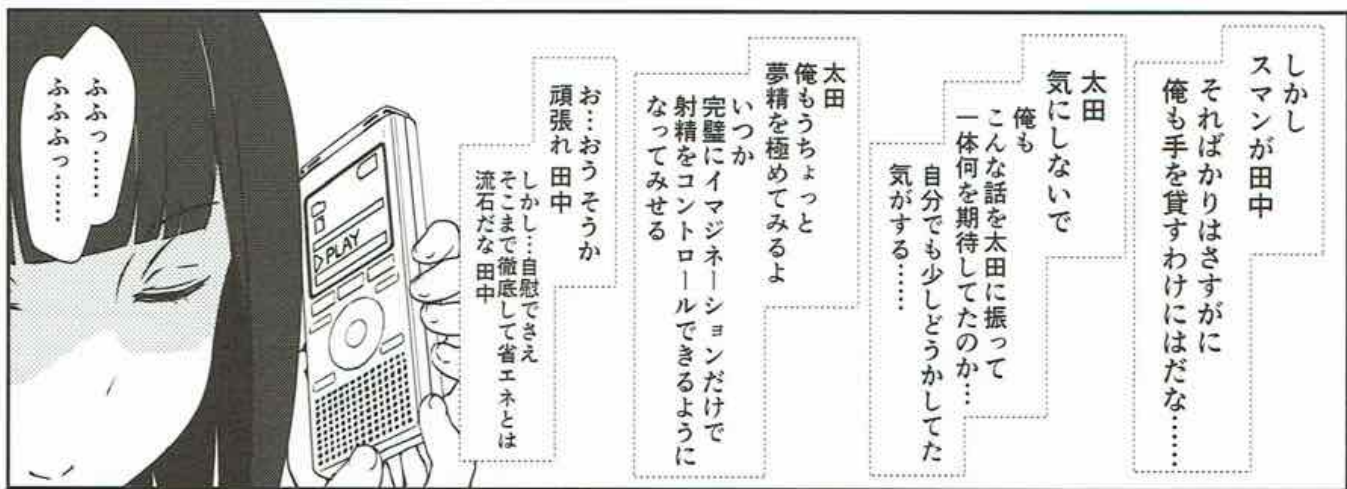 しかし
スマンが田中
そればかりはさすがに
俺も手を貸すわけにはだな……
太田
気にしないで
俺も
こんな話を太田に振って
一体何を期待してたのか…
自分でも少しどうかしてた
気がする……
太田
俺もうちょっと
夢精を極めてみるよ
いつか
完璧にイマジネーションだけで
射精をコントロールできるように
なってみせる
お…おう そうか
頑張れ 田中
しかし…自慰でさえ
そこまで徹底して省エネとは
流石だな 田中
PLAY
ふふっ……
ふふふっ……